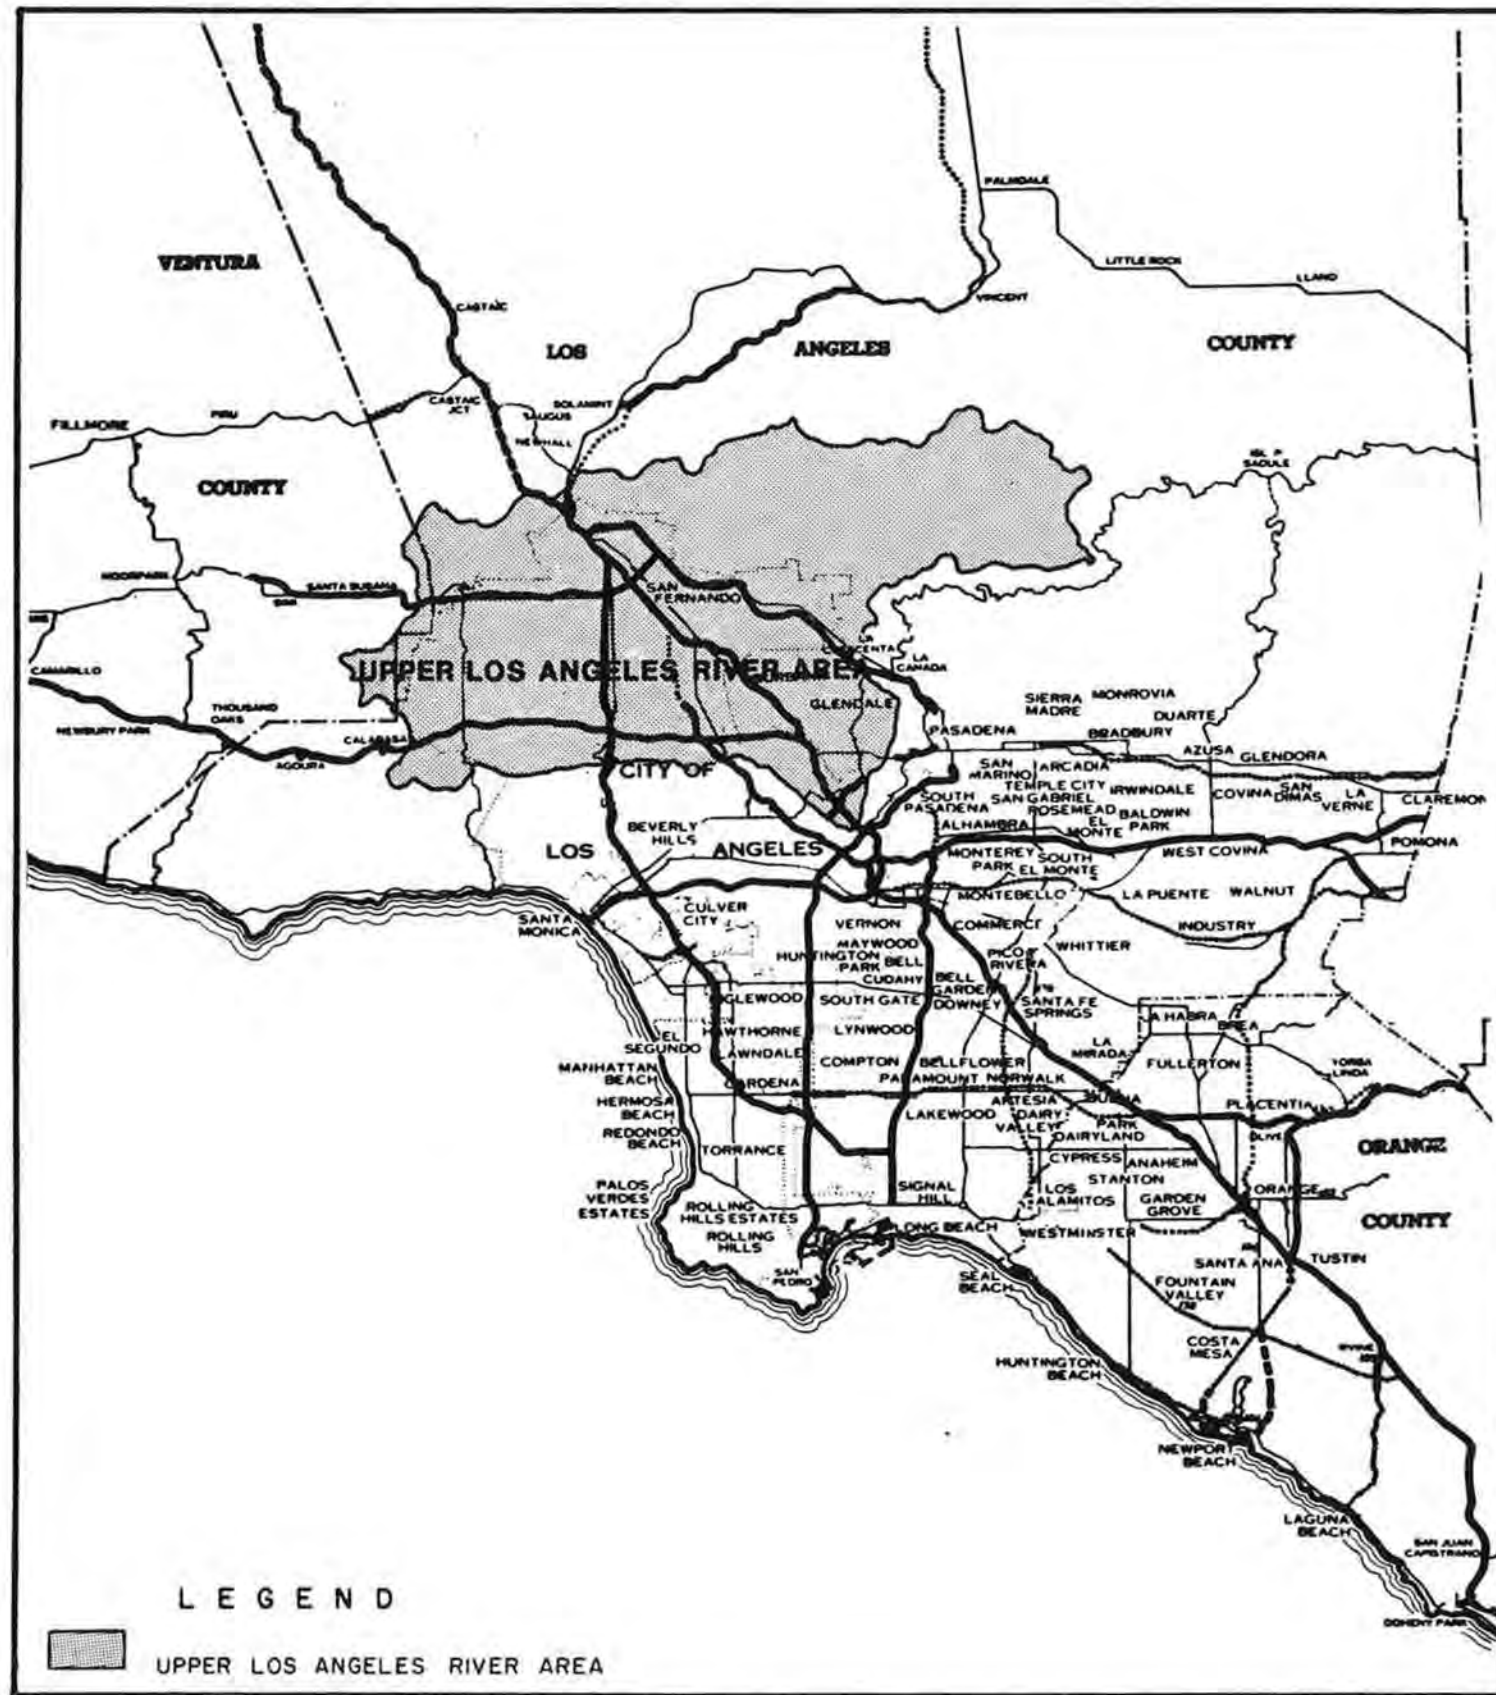 PALMDALE
LITTLE ROCK
LLANO
VENTURA
CASTAIC
VINCENT
LOS
ANGELES
COUNTY
FILLMORE
PIRU
CASTAIC
JCT
SOLAMINT
SAUGUS
NEWHALL
COUNTY
MOORPARK
SANTA SUSANA
SIMI
SAN
FERNANDO
LA
CANADA
UPPER LOS ANGELES RIVER AREA
GLENDALE
CAMARILLO
NEWBURY PARK
THOUSAND
OAKS
AGOURA
CALABASA
SIERRA
MADRE
MONROVIA
DUARTE
BRADBURY
PASADENA
AZUSA
GLENDORA
CITY OF
SAN
MARINO
ARCADIA
TEMPLE CITY
IRWINDALE
COVINA
SAN
DIMAS
LA
VERNE
CLAREMON
SOUTH
PASADENA
SAN GABRIEL
ROSEMEAD
BALDWIN
PARK
EL
MONTE
ALHAMBRA
BEVERLY
HILLS
LOS
ANGELES
MONTEREY
PARK
SOUTH
EL MONTE
WEST COVINA
POMONA
MONTEBELLO
LA PUENTE
WALNUT
SANTA
MONICA
CULVER
CITY
VERNON
COMMERCE
INDUSTRY
MAYWOOD
HUNTINGTON
PARK
BELL
CUDAHY
PICO
RIVERA
WHITTIER
BELL
GARDEN
DOWNEY
SANTA FE
SPRINGS
SOUTH GATE
EL
SEGUNDO
HAWTHORNE
LYNWOOD
LA
MIRADA
BREA
LAWNDALE
COMPTON
BELLFLOWER
FULLERTON
YORBA
LINDA
MANHATTAN
BEACH
GARDENA
PARAMOUNT
NORWALK
HERMOSA
BEACH
LAKEWOOD
ARTESIA
DAIRY
VALLEY
PARK
PLACENTIA
REDONDO
BEACH
TORRANCE
DAIRYLAND
OLIVE
ORANGE
CYPRESS
ANAHEIM
STANTON
PALOS
VERDES
ESTATES
ROLLING
HILLS ESTATES
ROLLING
HILLS
SIGNAL
HILL
LOS
ALAMITOS
GARDEN
GROVE
ORANGE
COUNTY
LONG BEACH
WESTMINSTER
SAN
PEDRO
SEAL
BEACH
SANTA ANA
TUSTIN
FOUNTAIN
VALLEY
COSTA
MESA
HUNTINGTON
BEACH
NEWPORT
BEACH
LAGUNA
BEACH
SAN JUAN
CAPISTRANO
DOHENY PARK
LEGEND
UPPER LOS ANGELES RIVER AREA